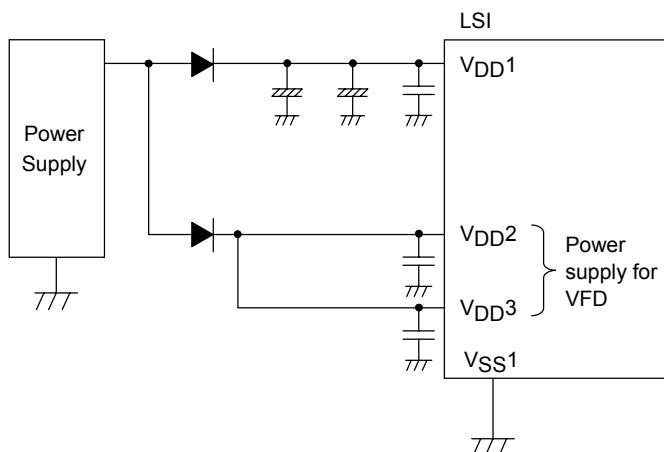 LSI
VDD1
Power
Supply
VDD2
Power
supply for
VFD
VDD3
VSS1